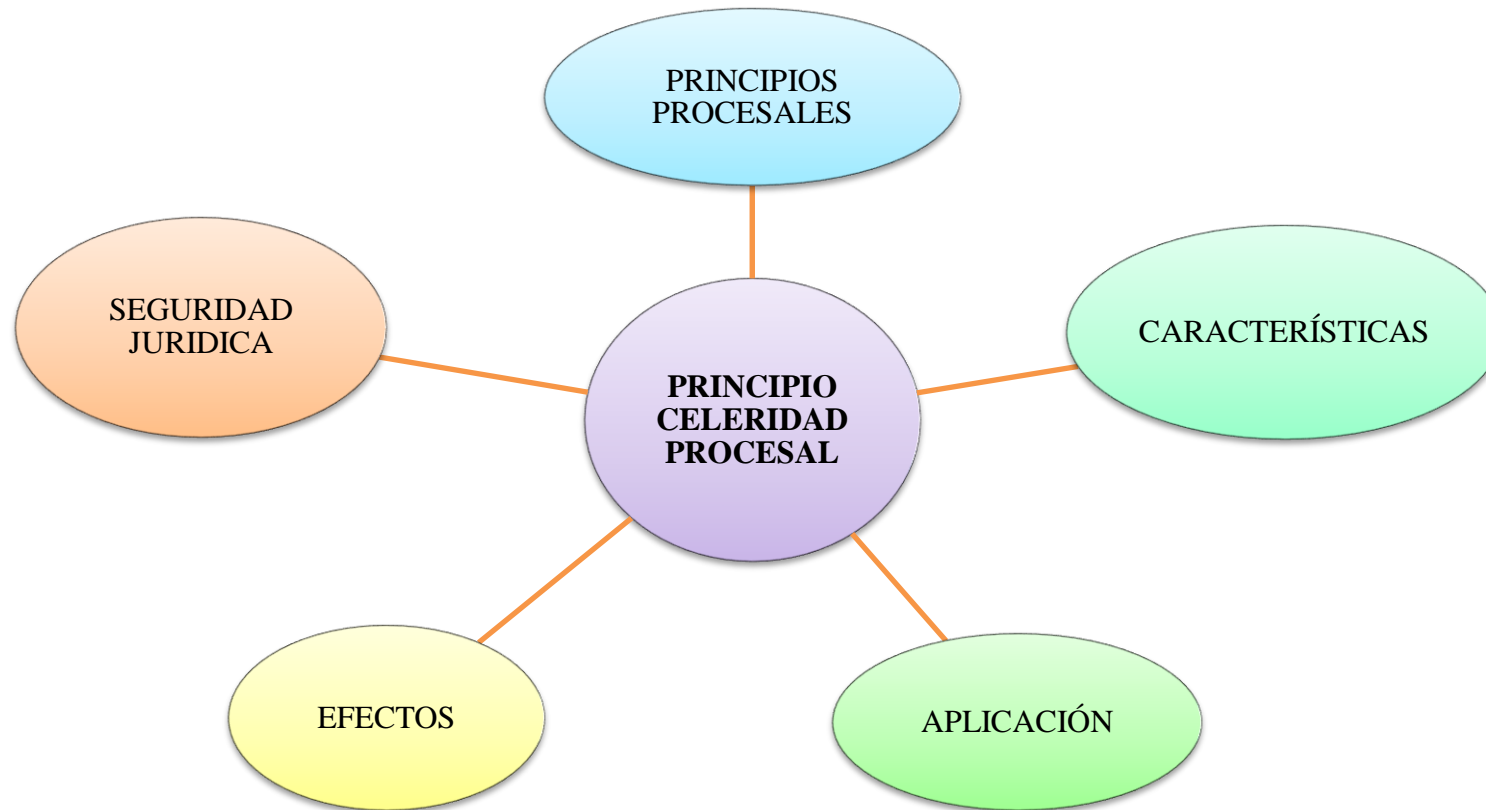 PRINCIPIOS
PROCESALES
SEGURIDAD
JURIDICA
CARACTERÍSTICAS
PRINCIPIO
CELERIDAD
PROCESAL
EFECTOS
APLICACIÓN